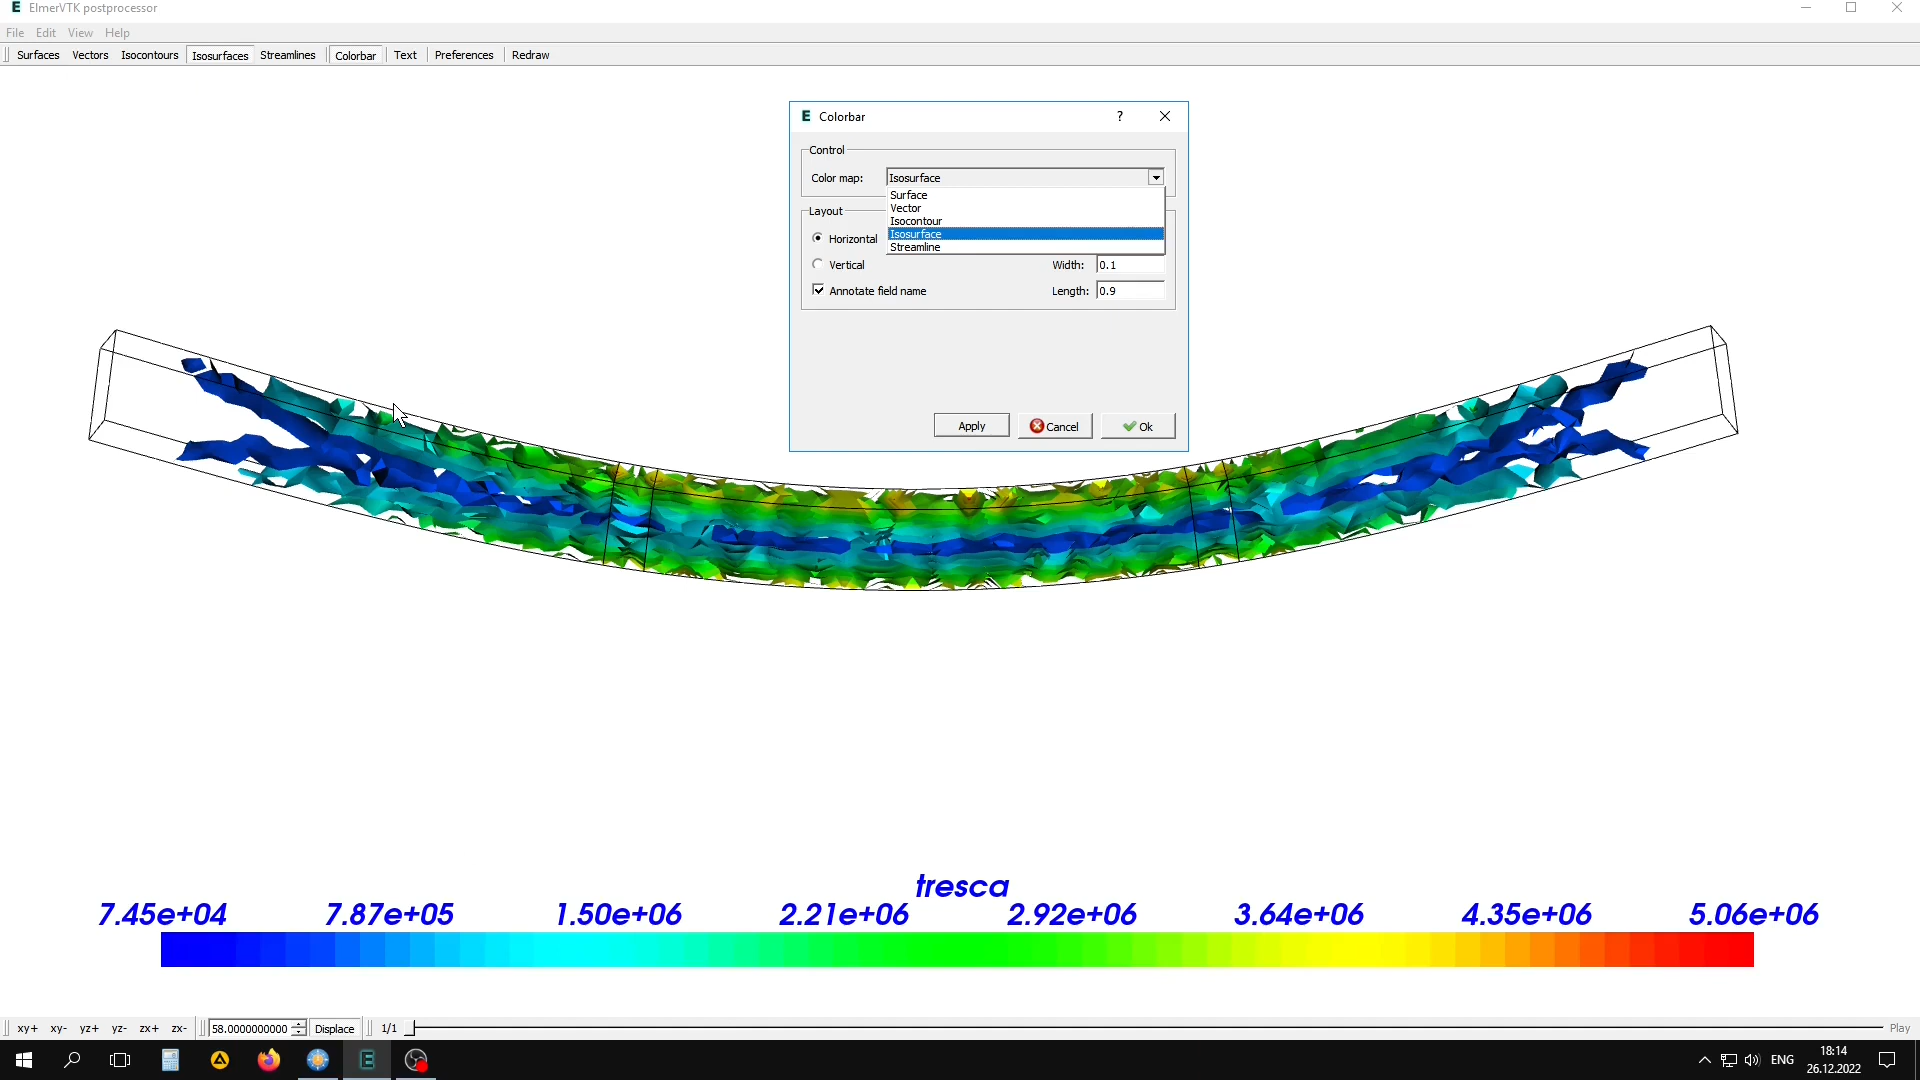 E ElmerVTK postprocessor
File Edit View Help
Surfaces Vectors Isocontours Isosurfaces Streamlines Colorbar Text Preferences Redraw
E Colorbar ?
Control
Color map: Isosurface
Surface
Vector
Isocontour
Isosurface
Streamline
Layout
Horizontal
Vertical Width: 0.1
Annotate field name Length: 0.9
Apply Cancel Ok
tresca
7.45e+04 7.87e+05 1.50e+06 2.21e+06 2.92e+06 3.64e+06 4.35e+06 5.06e+06
xy+ xy- yz+ yz- zx+ zx- 58.0000000000 Displace 1/1 Play
E ENG 18:14
26.12.2022